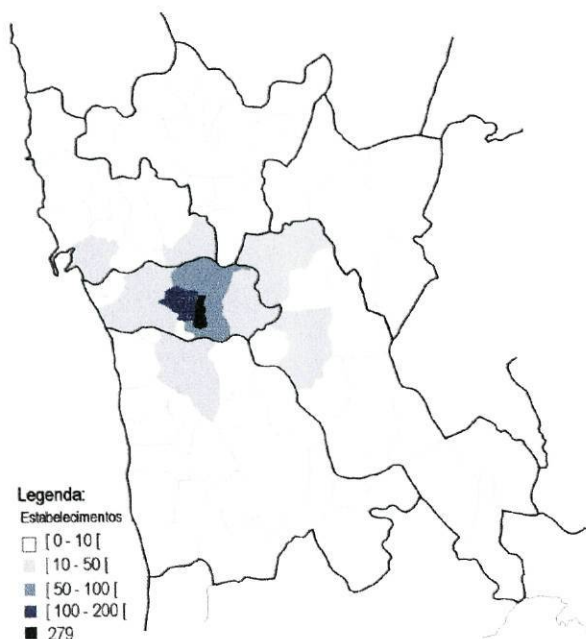 Legenda:
Estabelecimentos
[ 0 - 10 [
[ 10 - 50 [
[ 50 - 100 [
[ 100 - 200 [
279